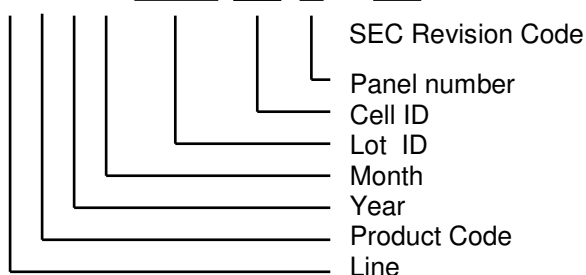 SEC Revision Code
Panel number
Cell ID
Lot ID
Month
Year
Product Code
Line